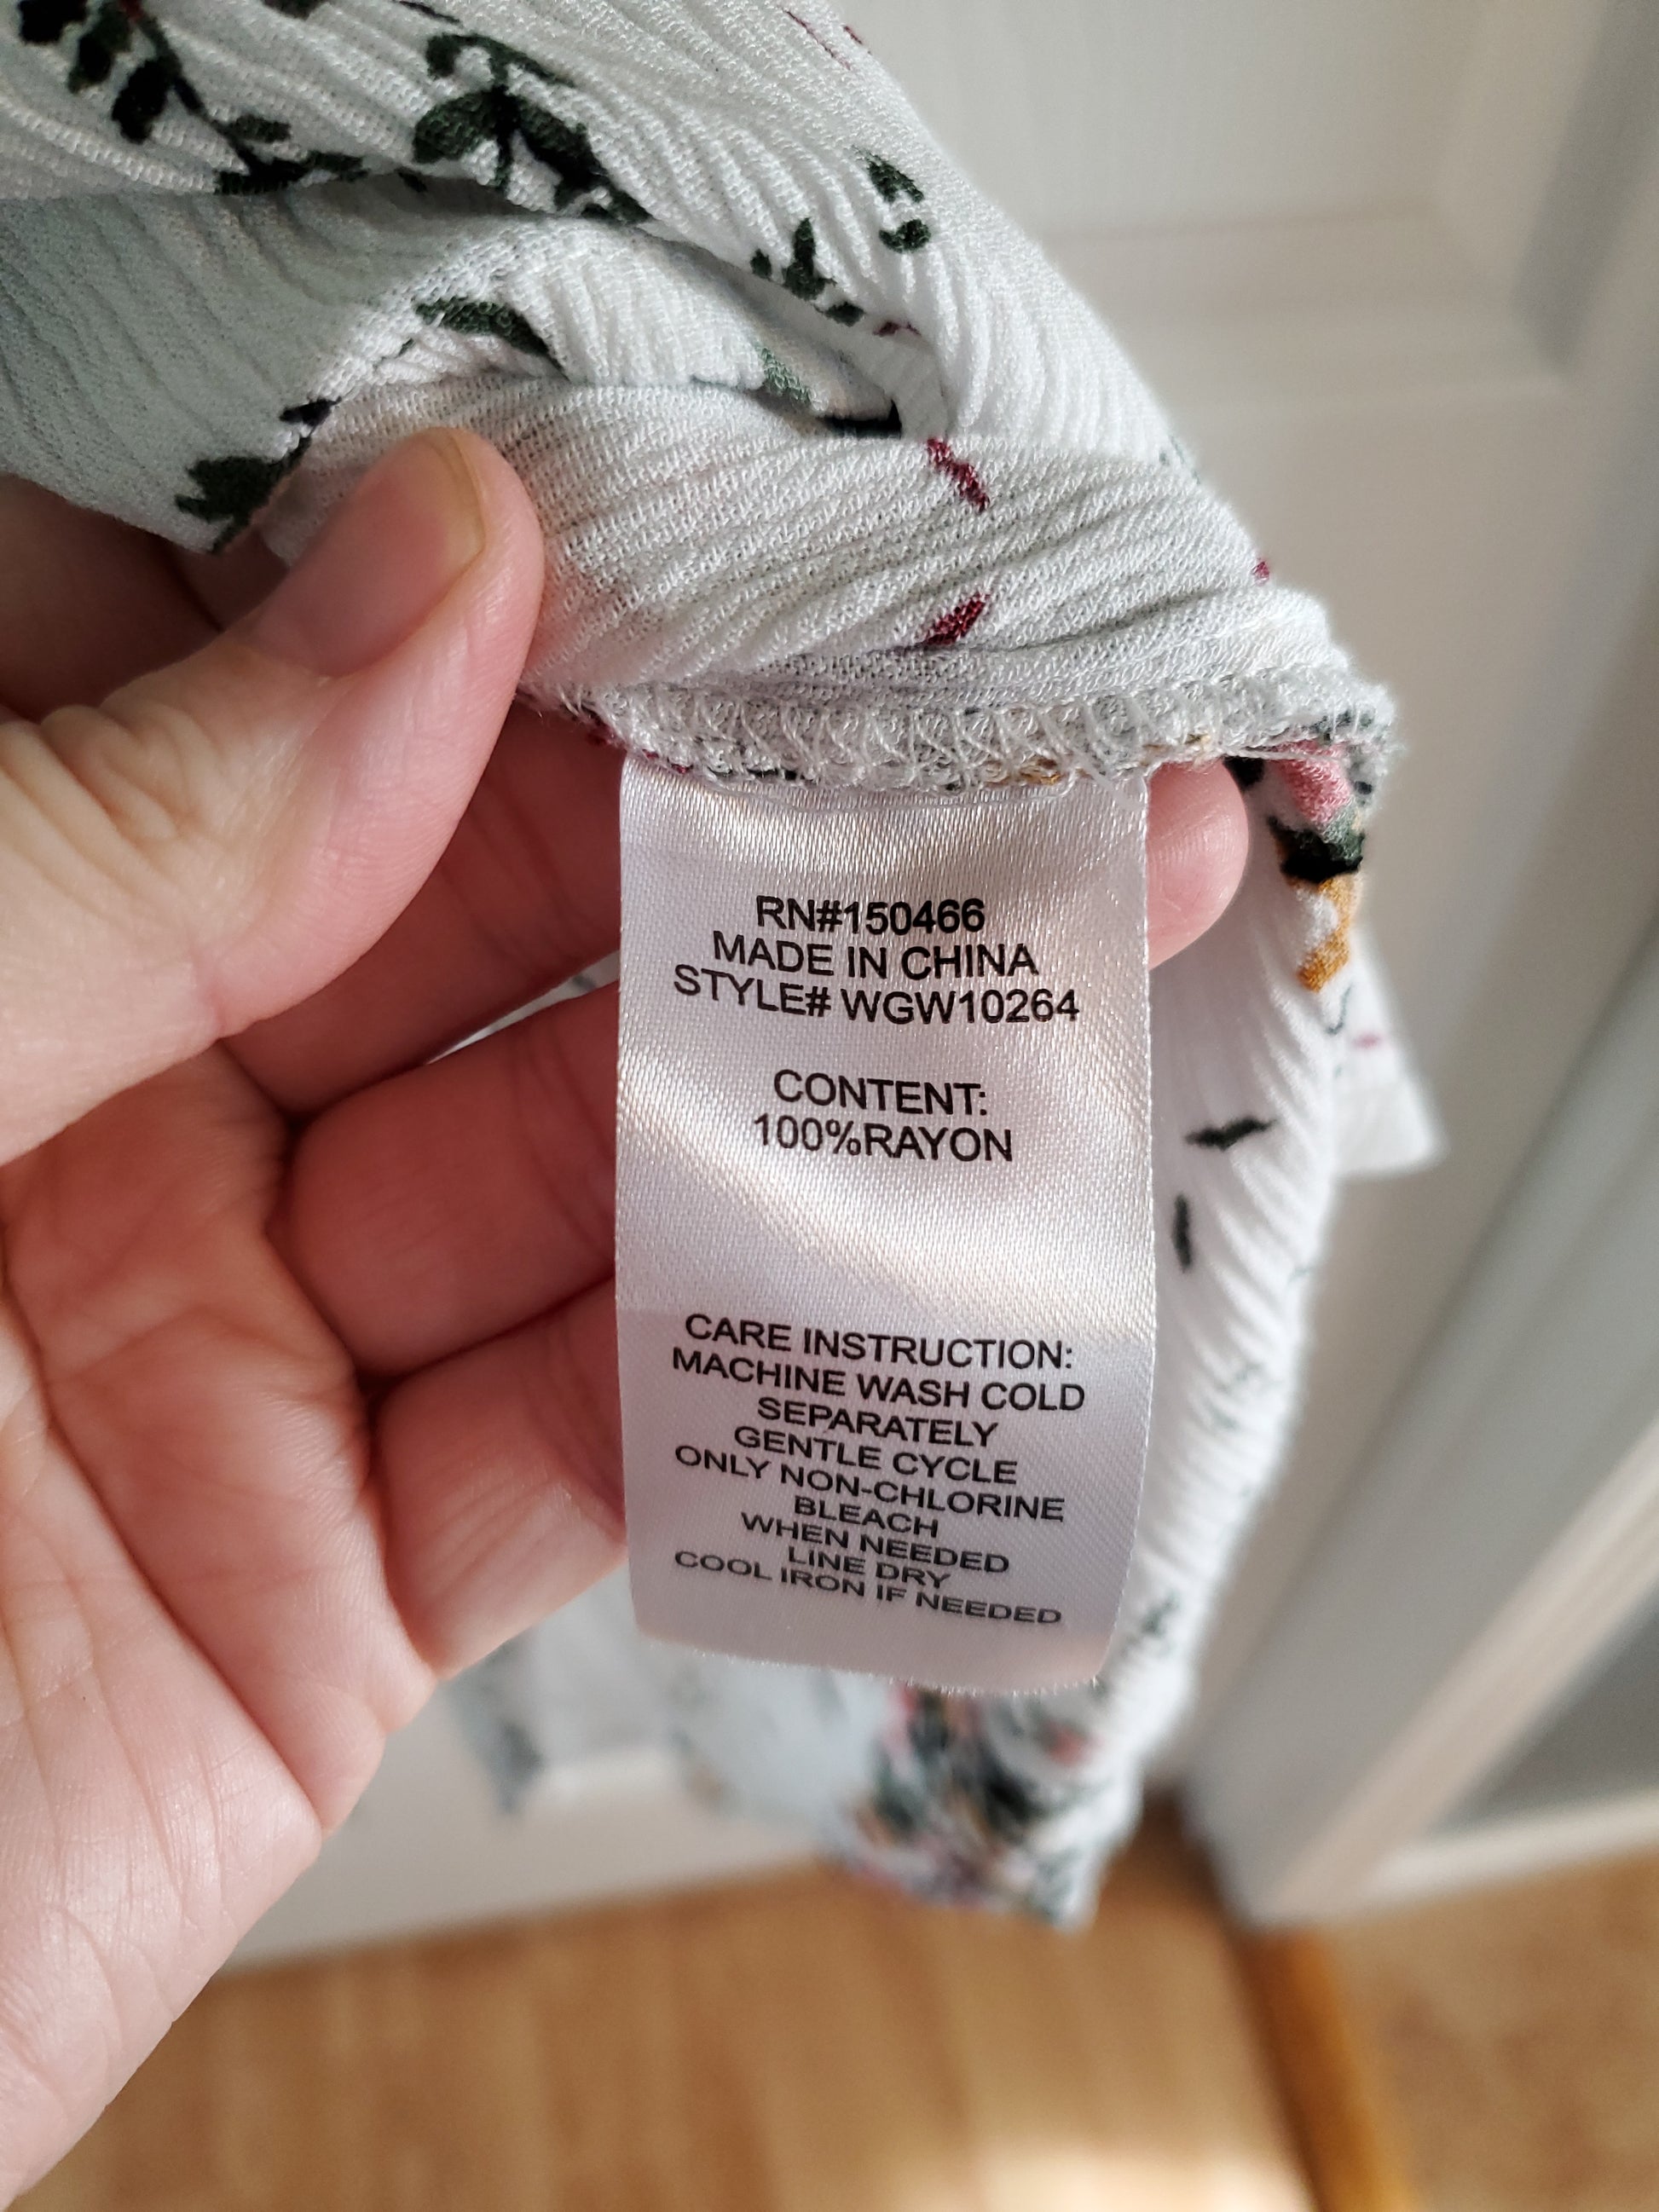 RN#150466
MADE IN CHINA
STYLE# WGW10264
CONTENT:
100%RAYON
CARE INSTRUCTION:
MACHINE WASH COLD
SEPARATELY
GENTLE CYCLE
ONLY NON-CHLORINE
BLEACH
WHEN NEEDED
LINE DRY
COOL IRON IF NEEDED